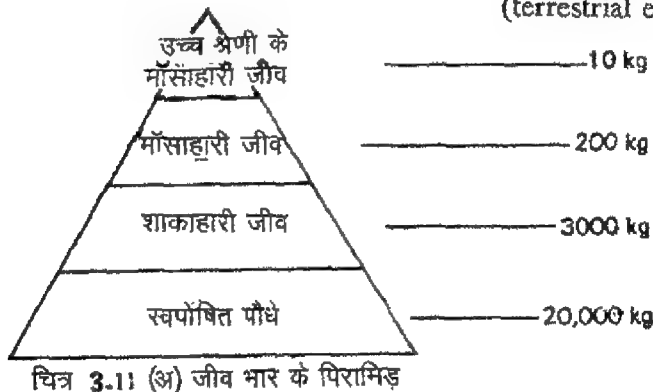 (terrestrial e
उच्च श्रेणी के
मॉंसाहारी जीव
10 kg
मॉंसाहारी जीव
200 kg
शाकाहारी जीव
3000 kg
स्वपोंषित पौधे
20,000 kg
चित्र 3.11 (अ) जीव भार के पिरामिड़